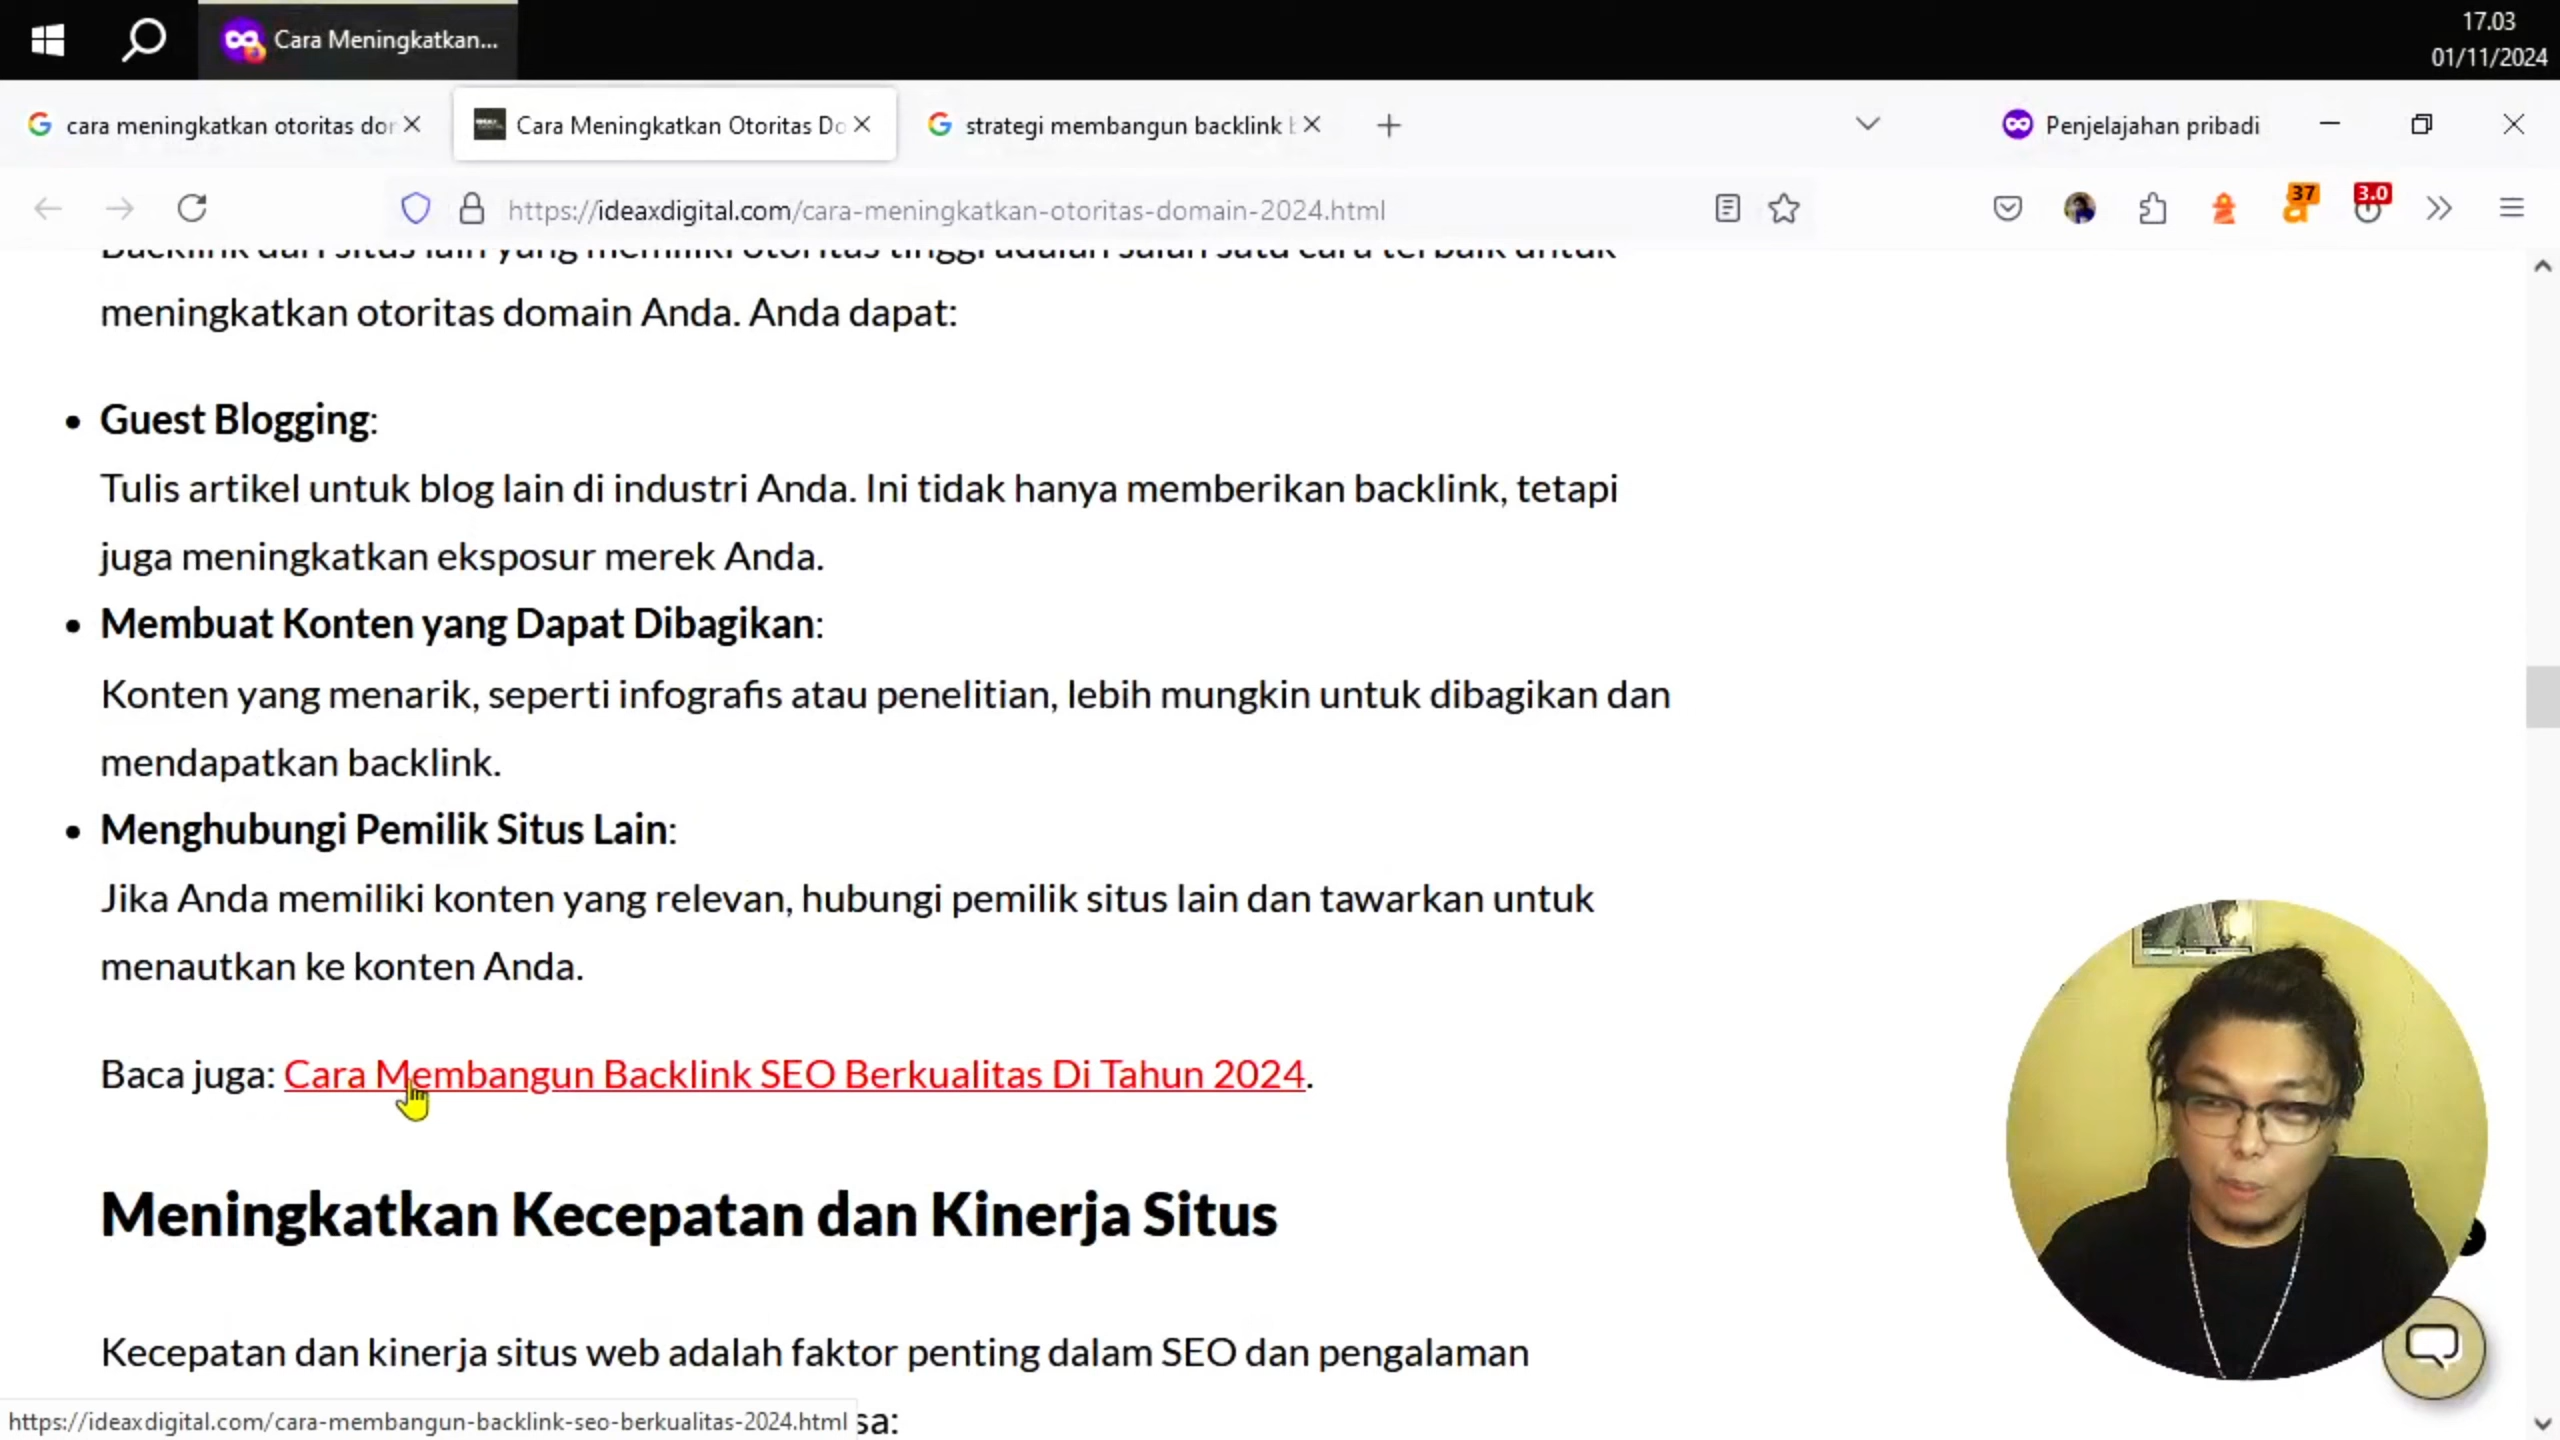 17.03
01/11/2024
Cara Meningkatkan...
cara meningkatkan otoritas dor
Cara Meningkatkan Otoritas Do
strategi membangun backlink b
Penjelajahan pribadi
https://ideaxdigital.com/cara-meningkatkan-otoritas-domain-2024.html
37
3.0
Backlink dari situs lain yang memiliki otoritas tinggi adalah salah satu cara terbaik untuk
meningkatkan otoritas domain Anda. Anda dapat:
• Guest Blogging:
Tulis artikel untuk blog lain di industri Anda. Ini tidak hanya memberikan backlink, tetapi
juga meningkatkan eksposur merek Anda.
• Membuat Konten yang Dapat Dibagikan:
Konten yang menarik, seperti infografis atau penelitian, lebih mungkin untuk dibagikan dan
mendapatkan backlink.
• Menghubungi Pemilik Situs Lain:
Jika Anda memiliki konten yang relevan, hubungi pemilik situs lain dan tawarkan untuk
menautkan ke konten Anda.
Baca juga: Cara Membangun Backlink SEO Berkualitas Di Tahun 2024.
Meningkatkan Kecepatan dan Kinerja Situs
Kecepatan dan kinerja situs web adalah faktor penting dalam SEO dan pengalaman
https://ideaxdigital.com/cara-membangun-backlink-seo-berkualitas-2024.html
sa: